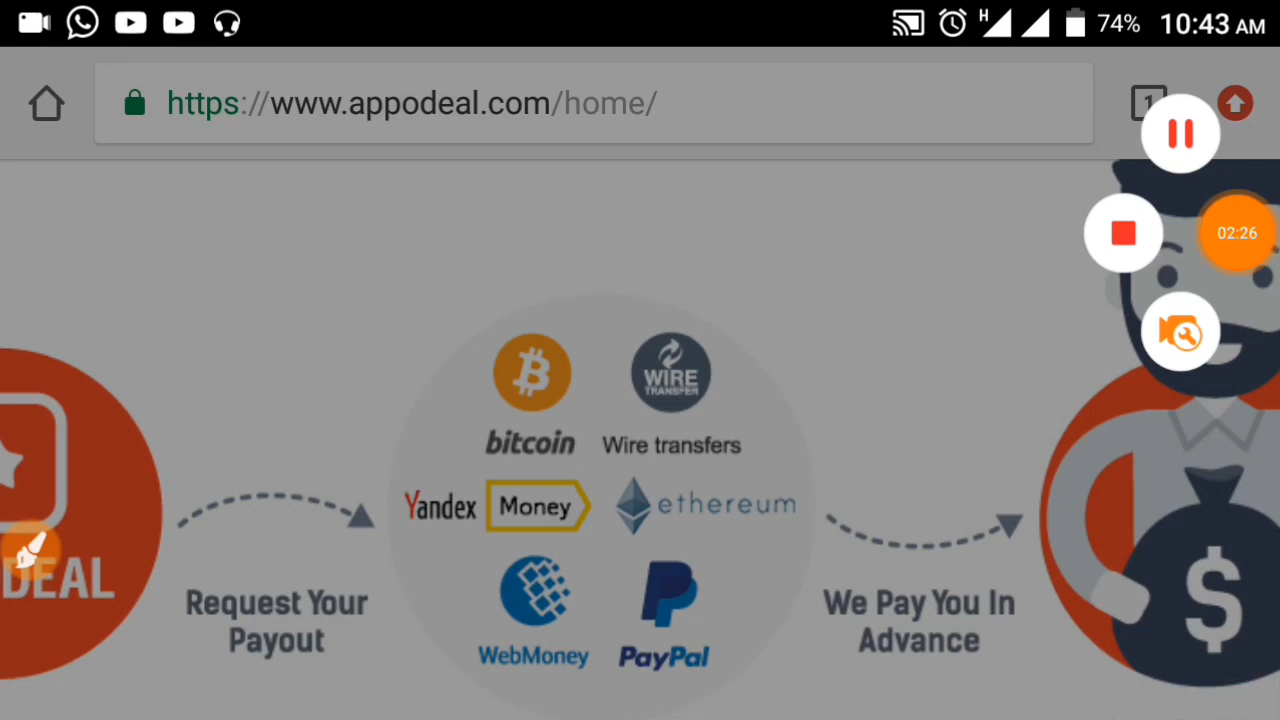 H 74% 10:43 AM
https://www.appodeal.com/home/
1
02:26
WIRE
TRANSFER
bitcoin Wire transfers
Yandex Money ethereum
DEAL
Request Your
Payout
We Pay You In
Advance
$
WebMoney PayPal